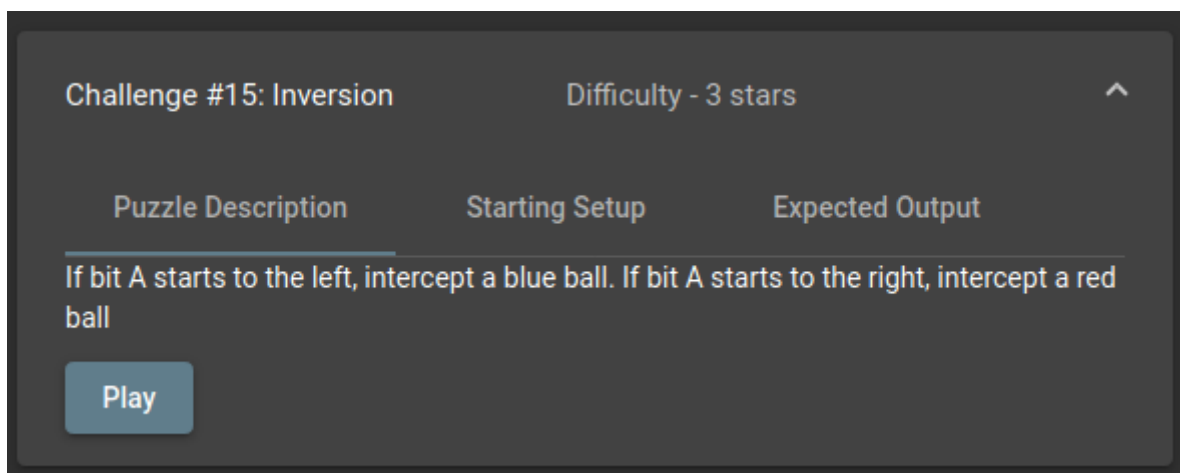 Challenge #15: Inversion Difficulty - 3 stars
Puzzle Description Starting Setup Expected Output
If bit A starts to the left, intercept a blue ball. If bit A starts to the right, intercept a red
ball
Play